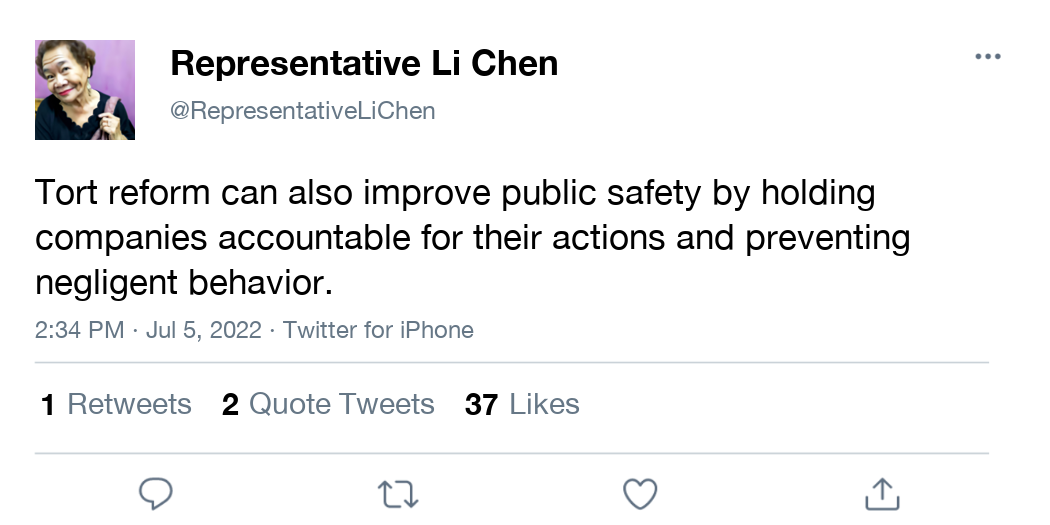 Representative Li Chen
@RepresentativeLiChen
Tort reform can also improve public safety by holding
companies accountable for their actions and preventing
negligent behavior.
2:34 PM · Jul 5, 2022 · Twitter for iPhone
1 Retweets 2 Quote Tweets 37 Likes